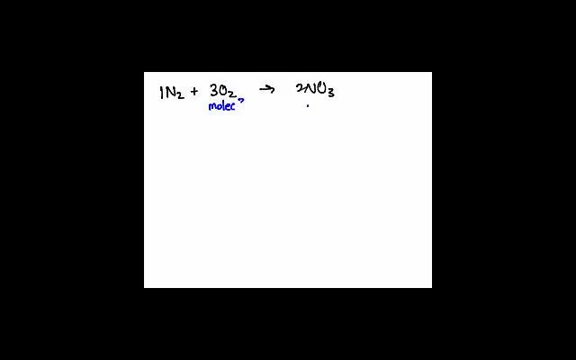 1N₂ + 3O₂ → 2NO₃
molec